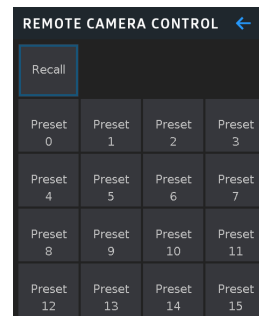 REMOTE CAMERA CONTROL
Recall
Preset 0
Preset 1
Preset 2
Preset 3
Preset 4
Preset 5
Preset 6
Preset 7
Preset 8
Preset 9
Preset 10
Preset 11
Preset 12
Preset 13
Preset 14
Preset 15